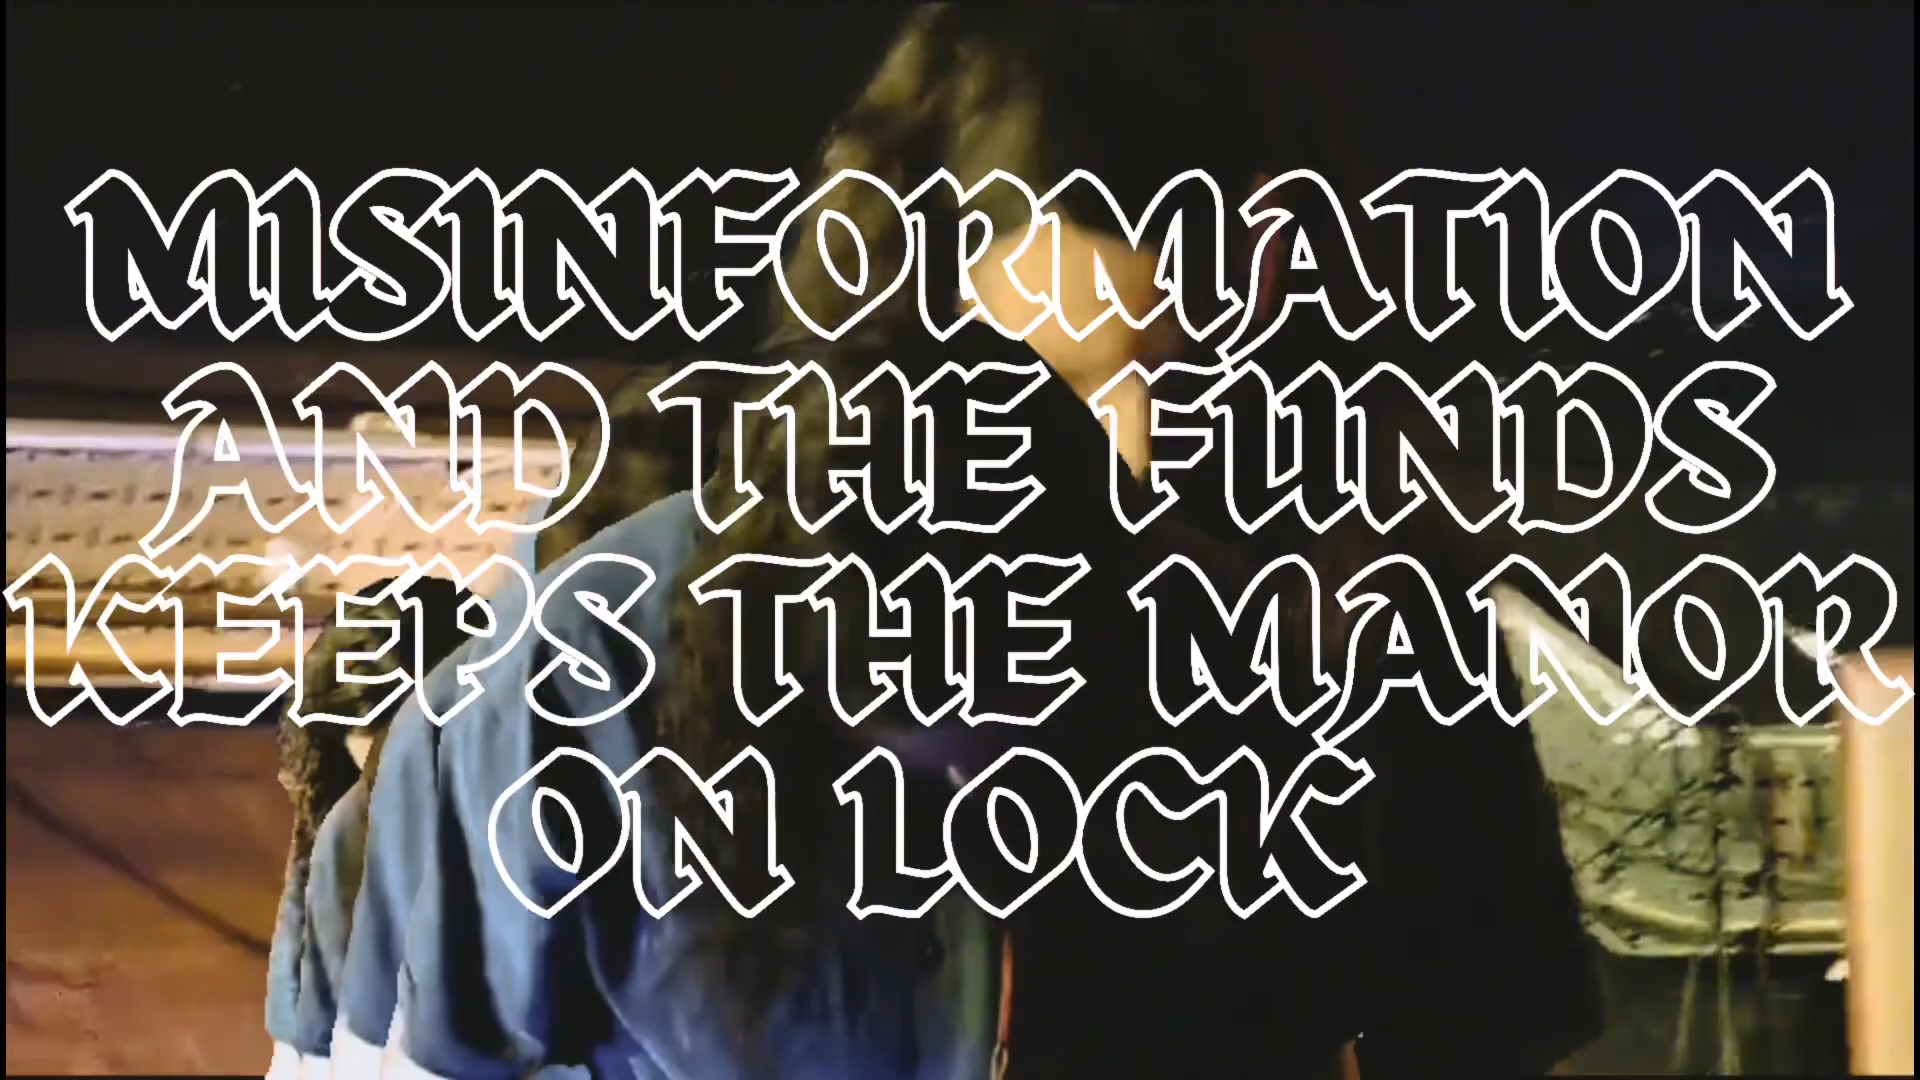 MISINFORMATION
AND THE FUNDS
KEEPS THE MANOR
ON LOCK